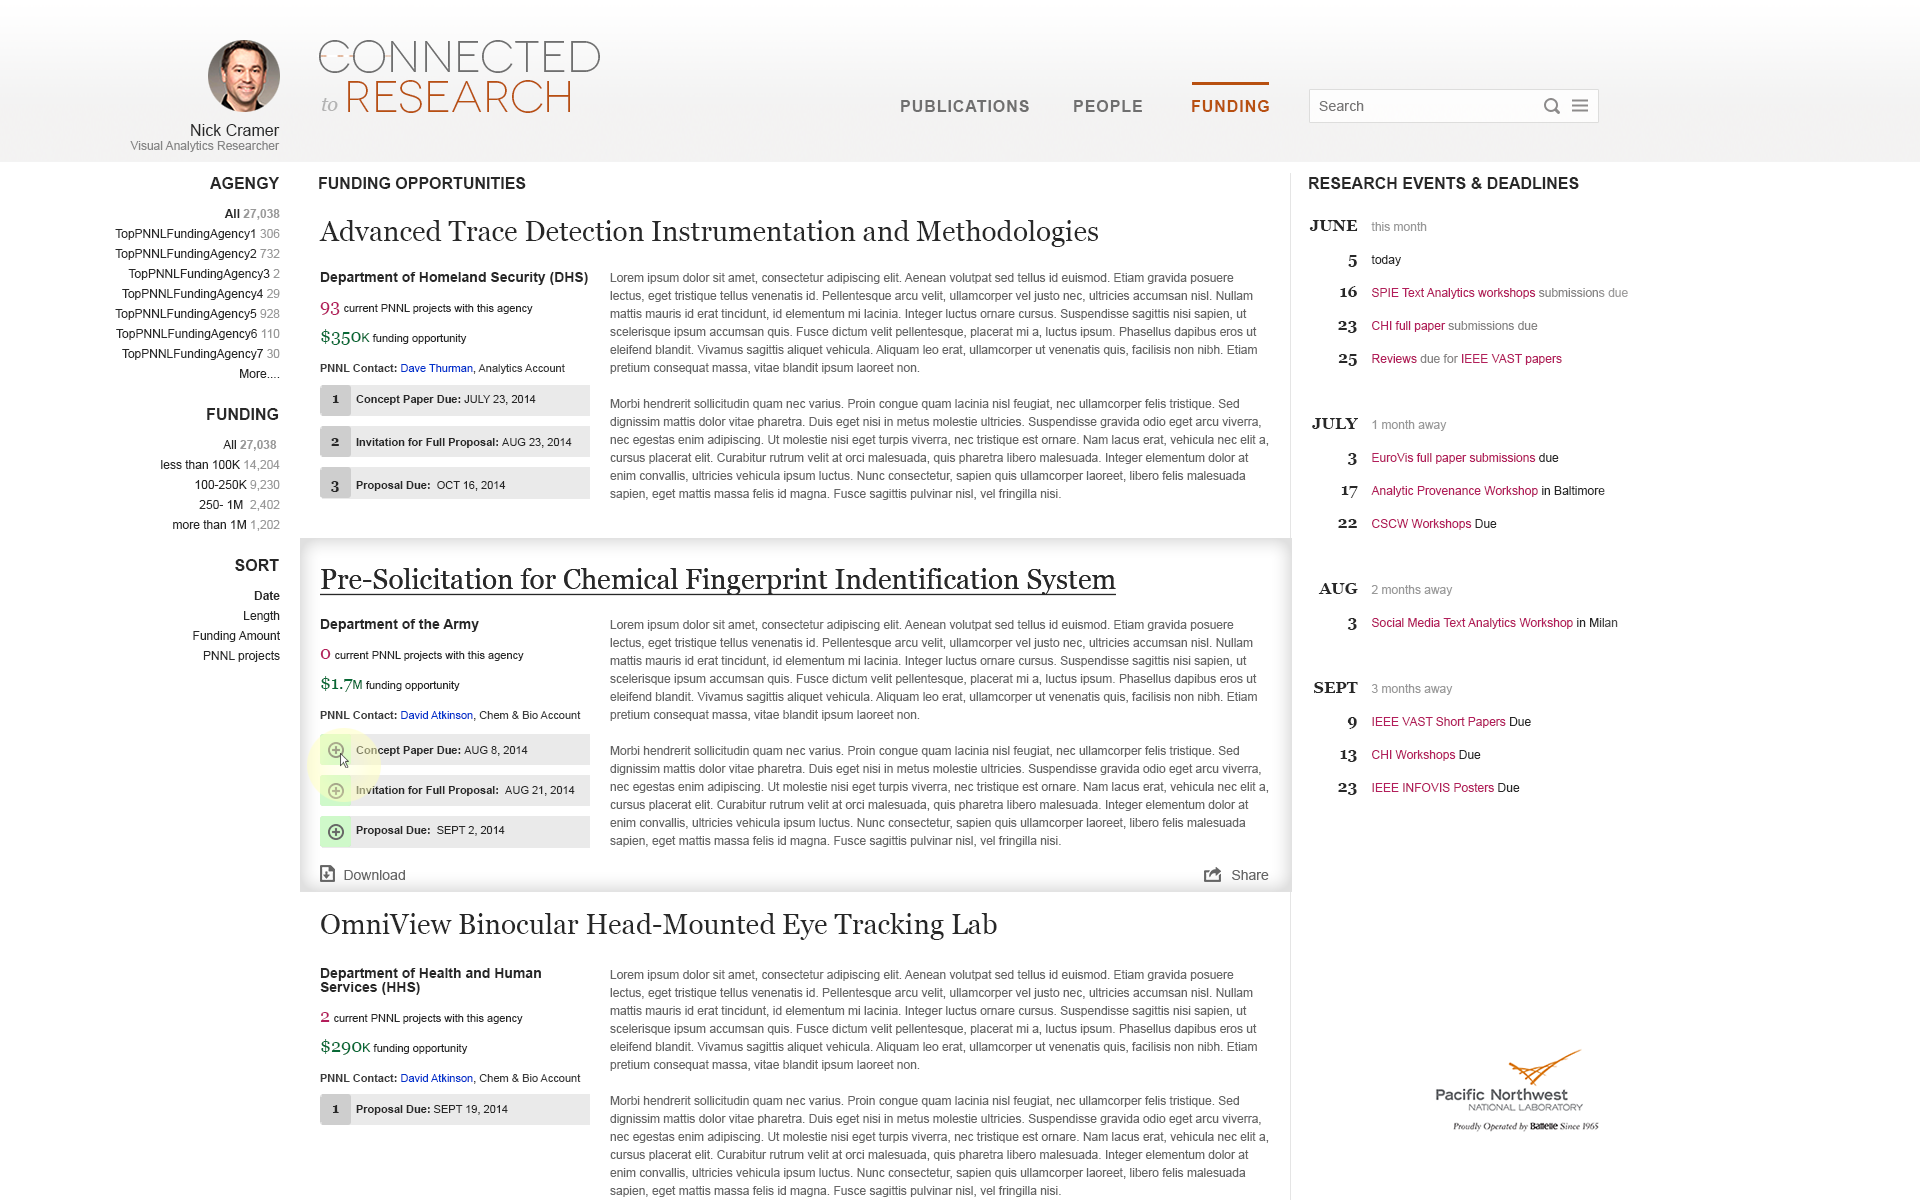 CONNECTED
to RESEARCH
Nick Cramer
Visual Analytics Researcher
PUBLICATIONS PEOPLE FUNDING
Search
AGENCY
All 27,038
TopPNNLFundingAgency1 306
TopPNNLFundingAgency2 732
TopPNNLFundingAgency3 2
TopPNNLFundingAgency4 29
TopPNNLFundingAgency5 928
TopPNNLFundingAgency6 110
TopPNNLFundingAgency7 30
More....
FUNDING
All 27,038
less than 100K 14,204
100-250K 9,230
250- 1M 2,402
more than 1M 1,202
SORT
Date
Length
Funding Amount
PNNL projects
FUNDING OPPORTUNITIES
Advanced Trace Detection Instrumentation and Methodologies
Department of Homeland Security (DHS)
93 current PNNL projects with this agency
$350K funding opportunity
PNNL Contact: Dave Thurman, Analytics Account
1 Concept Paper Due: JULY 23, 2014
2 Invitation for Full Proposal: AUG 23, 2014
3 Proposal Due: OCT 16, 2014
Lorem ipsum dolor sit amet, consectetur adipiscing elit. Aenean volutpat sed tellus id euismod. Etiam gravida posuere
lectus, eget tristique tellus venenatis id. Pellentesque arcu velit, ullamcorper vel justo nec, ultricies accumsan nisl. Nullam
mattis mauris id erat tincidunt, id elementum mi lacinia. Integer luctus ornare cursus. Suspendisse sagittis nisi sapien, ut
scelerisque ipsum accumsan quis. Fusce dictum velit pellentesque, placerat mi a, luctus ipsum. Phasellus dapibus eros ut
eleifend blandit. Vivamus sagittis aliquet vehicula. Aliquam leo erat, ullamcorper ut venenatis quis, facilisis non nibh. Etiam
pretium consequat massa, vitae blandit ipsum laoreet non.
Morbi hendrerit sollicitudin quam nec varius. Proin congue quam lacinia nisl feugiat, nec ullamcorper felis tristique. Sed
dignissim mattis dolor vitae pharetra. Duis eget nisi in metus molestie ultricies. Suspendisse gravida odio eget arcu viverra,
nec egestas enim adipiscing. Ut molestie nisi eget turpis viverra, nec tristique est ornare. Nam lacus erat, vehicula nec elit a,
cursus placerat elit. Curabitur rutrum velit at orci malesuada, quis pharetra libero malesuada. Integer elementum dolor at
enim convallis, ultricies vehicula ipsum luctus. Nunc consectetur, sapien quis ullamcorper laoreet, libero felis malesuada
sapien, eget mattis massa felis id magna. Fusce sagittis pulvinar nisl, vel fringilla nisi.
Pre-Solicitation for Chemical Fingerprint Indentification System
Department of the Army
0 current PNNL projects with this agency
$1.7M funding opportunity
PNNL Contact: David Atkinson, Chem & Bio Account
Concept Paper Due: AUG 8, 2014
Invitation for Full Proposal: AUG 21, 2014
Proposal Due: SEPT 2, 2014
Lorem ipsum dolor sit amet, consectetur adipiscing elit. Aenean volutpat sed tellus id euismod. Etiam gravida posuere
lectus, eget tristique tellus venenatis id. Pellentesque arcu velit, ullamcorper vel justo nec, ultricies accumsan nisl. Nullam
mattis mauris id erat tincidunt, id elementum mi lacinia. Integer luctus ornare cursus. Suspendisse sagittis nisi sapien, ut
scelerisque ipsum accumsan quis. Fusce dictum velit pellentesque, placerat mi a, luctus ipsum. Phasellus dapibus eros ut
eleifend blandit. Vivamus sagittis aliquet vehicula. Aliquam leo erat, ullamcorper ut venenatis quis, facilisis non nibh. Etiam
pretium consequat massa, vitae blandit ipsum laoreet non.
Morbi hendrerit sollicitudin quam nec varius. Proin congue quam lacinia nisl feugiat, nec ullamcorper felis tristique. Sed
dignissim mattis dolor vitae pharetra. Duis eget nisi in metus molestie ultricies. Suspendisse gravida odio eget arcu viverra,
nec egestas enim adipiscing. Ut molestie nisi eget turpis viverra, nec tristique est ornare. Nam lacus erat, vehicula nec elit a,
cursus placerat elit. Curabitur rutrum velit at orci malesuada, quis pharetra libero malesuada. Integer elementum dolor at
enim convallis, ultricies vehicula ipsum luctus. Nunc consectetur, sapien quis ullamcorper laoreet, libero felis malesuada
sapien, eget mattis massa felis id magna. Fusce sagittis pulvinar nisl, vel fringilla nisi.
Download
Share
OmniView Binocular Head-Mounted Eye Tracking Lab
Department of Health and Human
Services (HHS)
2 current PNNL projects with this agency
$290K funding opportunity
PNNL Contact: David Atkinson, Chem & Bio Account
1 Proposal Due: SEPT 19, 2014
Lorem ipsum dolor sit amet, consectetur adipiscing elit. Aenean volutpat sed tellus id euismod. Etiam gravida posuere
lectus, eget tristique tellus venenatis id. Pellentesque arcu velit, ullamcorper vel justo nec, ultricies accumsan nisl. Nullam
mattis mauris id erat tincidunt, id elementum mi lacinia. Integer luctus ornare cursus. Suspendisse sagittis nisi sapien, ut
scelerisque ipsum accumsan quis. Fusce dictum velit pellentesque, placerat mi a, luctus ipsum. Phasellus dapibus eros ut
eleifend blandit. Vivamus sagittis aliquet vehicula. Aliquam leo erat, ullamcorper ut venenatis quis, facilisis non nibh. Etiam
pretium consequat massa, vitae blandit ipsum laoreet non.
Morbi hendrerit sollicitudin quam nec varius. Proin congue quam lacinia nisl feugiat, nec ullamcorper felis tristique. Sed
dignissim mattis dolor vitae pharetra. Duis eget nisi in metus molestie ultricies. Suspendisse gravida odio eget arcu viverra,
nec egestas enim adipiscing. Ut molestie nisi eget turpis viverra, nec tristique est ornare. Nam lacus erat, vehicula nec elit a,
cursus placerat elit. Curabitur rutrum velit at orci malesuada, quis pharetra libero malesuada. Integer elementum dolor at
enim convallis, ultricies vehicula ipsum luctus. Nunc consectetur, sapien quis ullamcorper laoreet, libero felis malesuada
sapien, eget mattis massa felis id magna. Fusce sagittis pulvinar nisl, vel fringilla nisi.
RESEARCH EVENTS & DEADLINES
JUNE this month
5 today
16 SPIE Text Analytics workshops submissions due
23 CHI full paper submissions due
25 Reviews due for IEEE VAST papers
JULY 1 month away
3 EuroVis full paper submissions due
17 Analytic Provenance Workshop in Baltimore
22 CSCW Workshops Due
AUG 2 months away
3 Social Media Text Analytics Workshop in Milan
SEPT 3 months away
9 IEEE VAST Short Papers Due
13 CHI Workshops Due
23 IEEE INFOVIS Posters Due
Pacific Northwest
NATIONAL LABORATORY
Proudly Operated by Battelle Since 1965